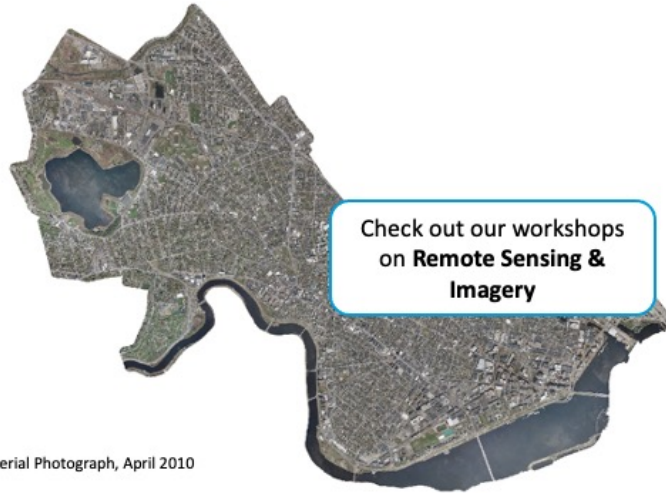 Check out our workshops
on Remote Sensing &
Imagery
erial Photograph, April 2010